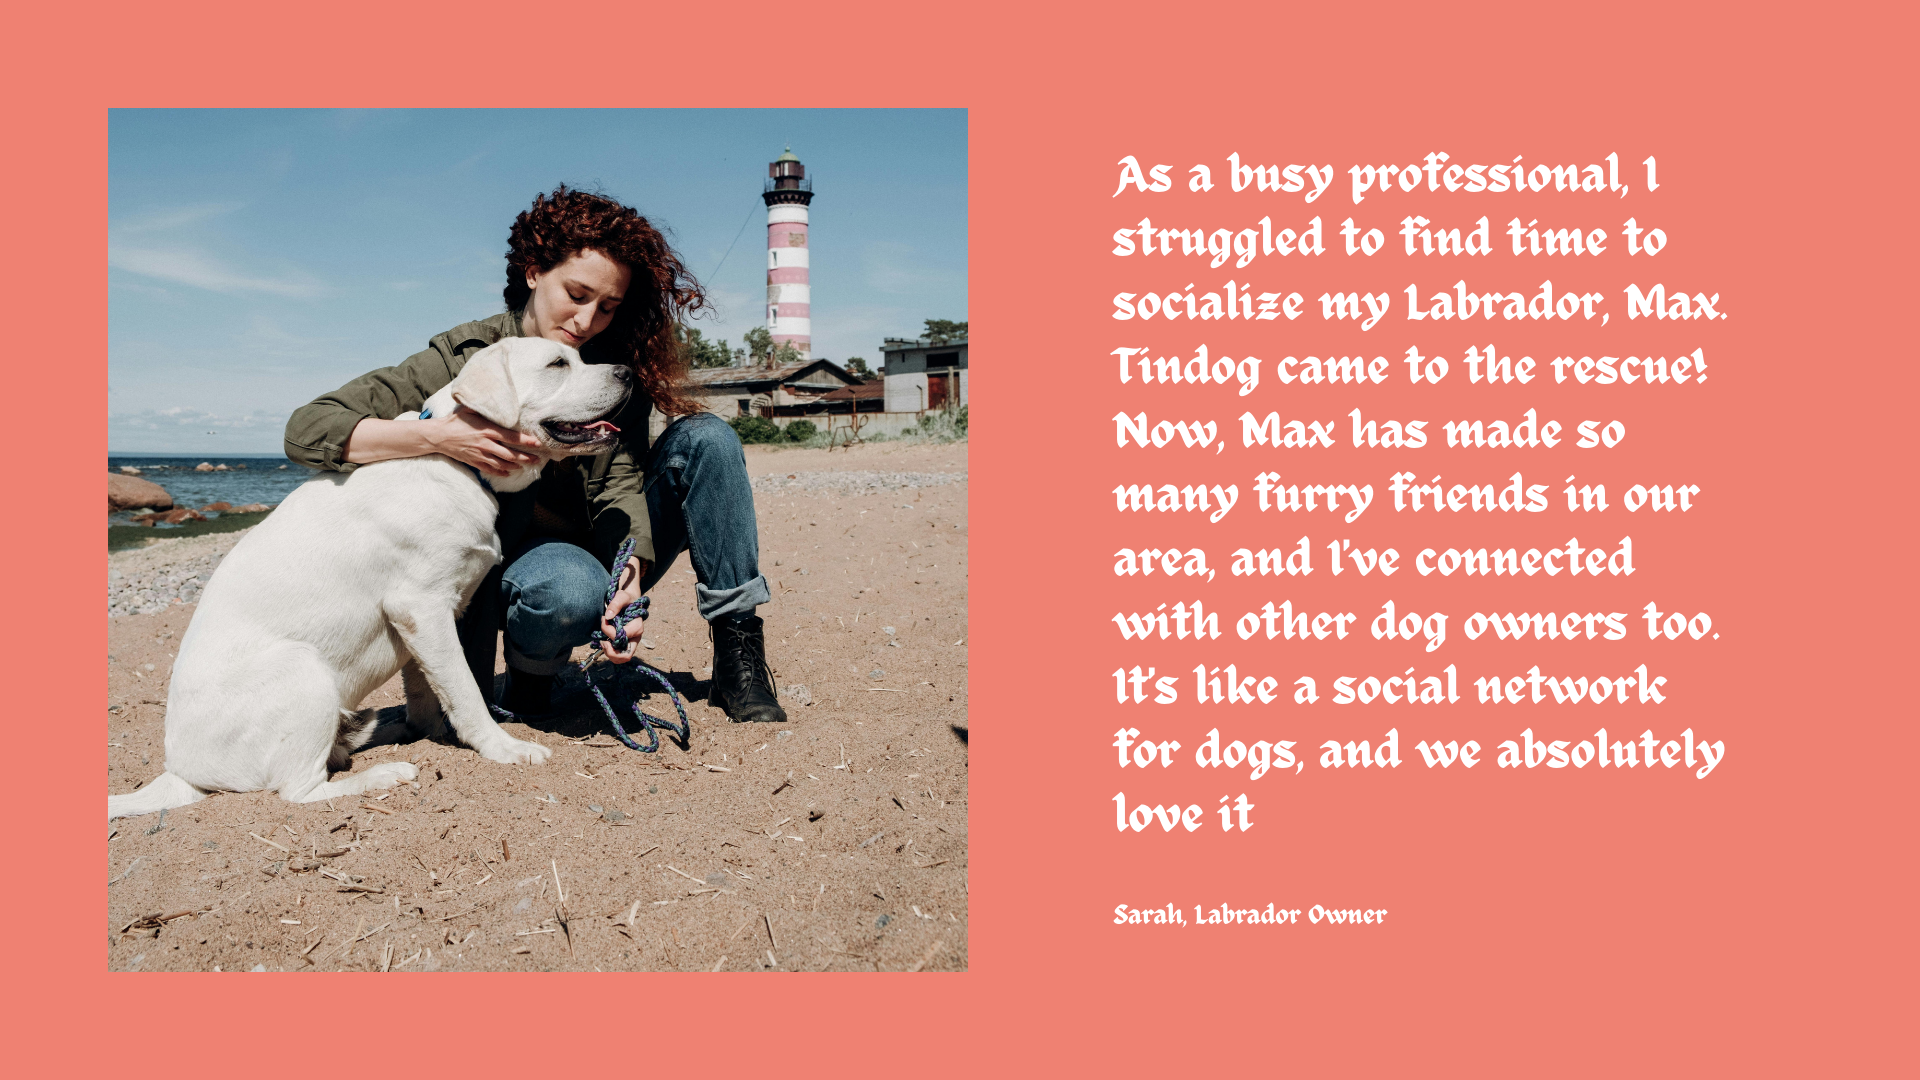 As a busy professional, I
struggled to find time to
socialize my Labrador, Max.
Tindog came to the rescue!
Now, Max has made so
many furry friends in our
area, and I've connected
with other dog owners too.
It's like a social network
for dogs, and we absolutely
love it
Sarah, Labrador Owner